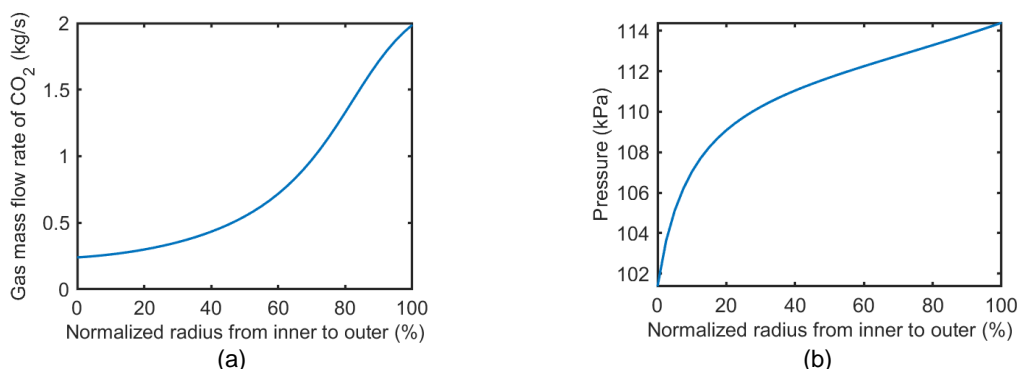 Gas mass flow rate of CO2 (kg/s)
2
1.5
1
0.5
0
0 20 40 60 80 100
Normalized radius from inner to outer (%)
(a)
Pressure (kPa)
114
112
110
108
106
104
102
0 20 40 60 80 100
Normalized radius from inner to outer (%)
(b)